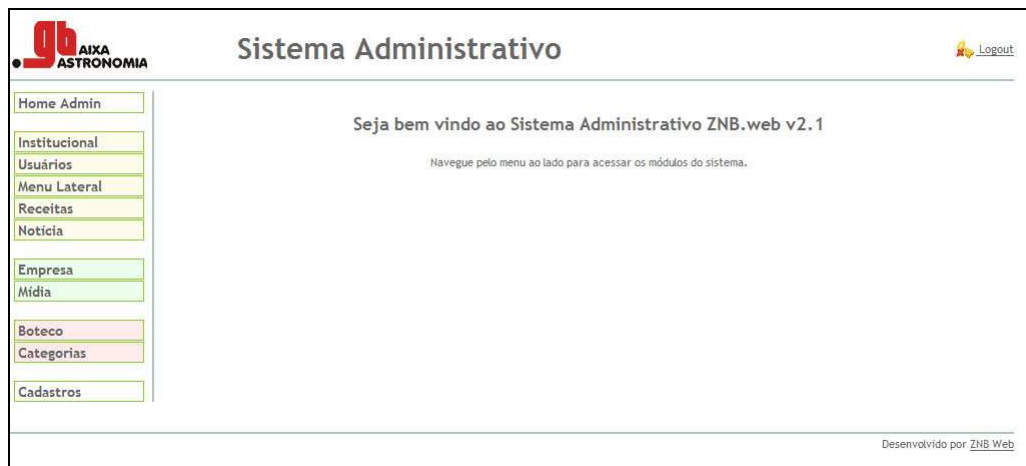 gb
AIXA
ASTRONOMIA
Sistema Administrativo
Logout
Home Admin
Institucional
Usuários
Menu Lateral
Receitas
Notícia
Empresa
Mídia
Boteco
Categorias
Cadastros
Seja bem vindo ao Sistema Administrativo ZNB.web v2.1
Navegue pelo menu ao lado para acessar os módulos do sistema.
Desenvolvido por ZNB Web